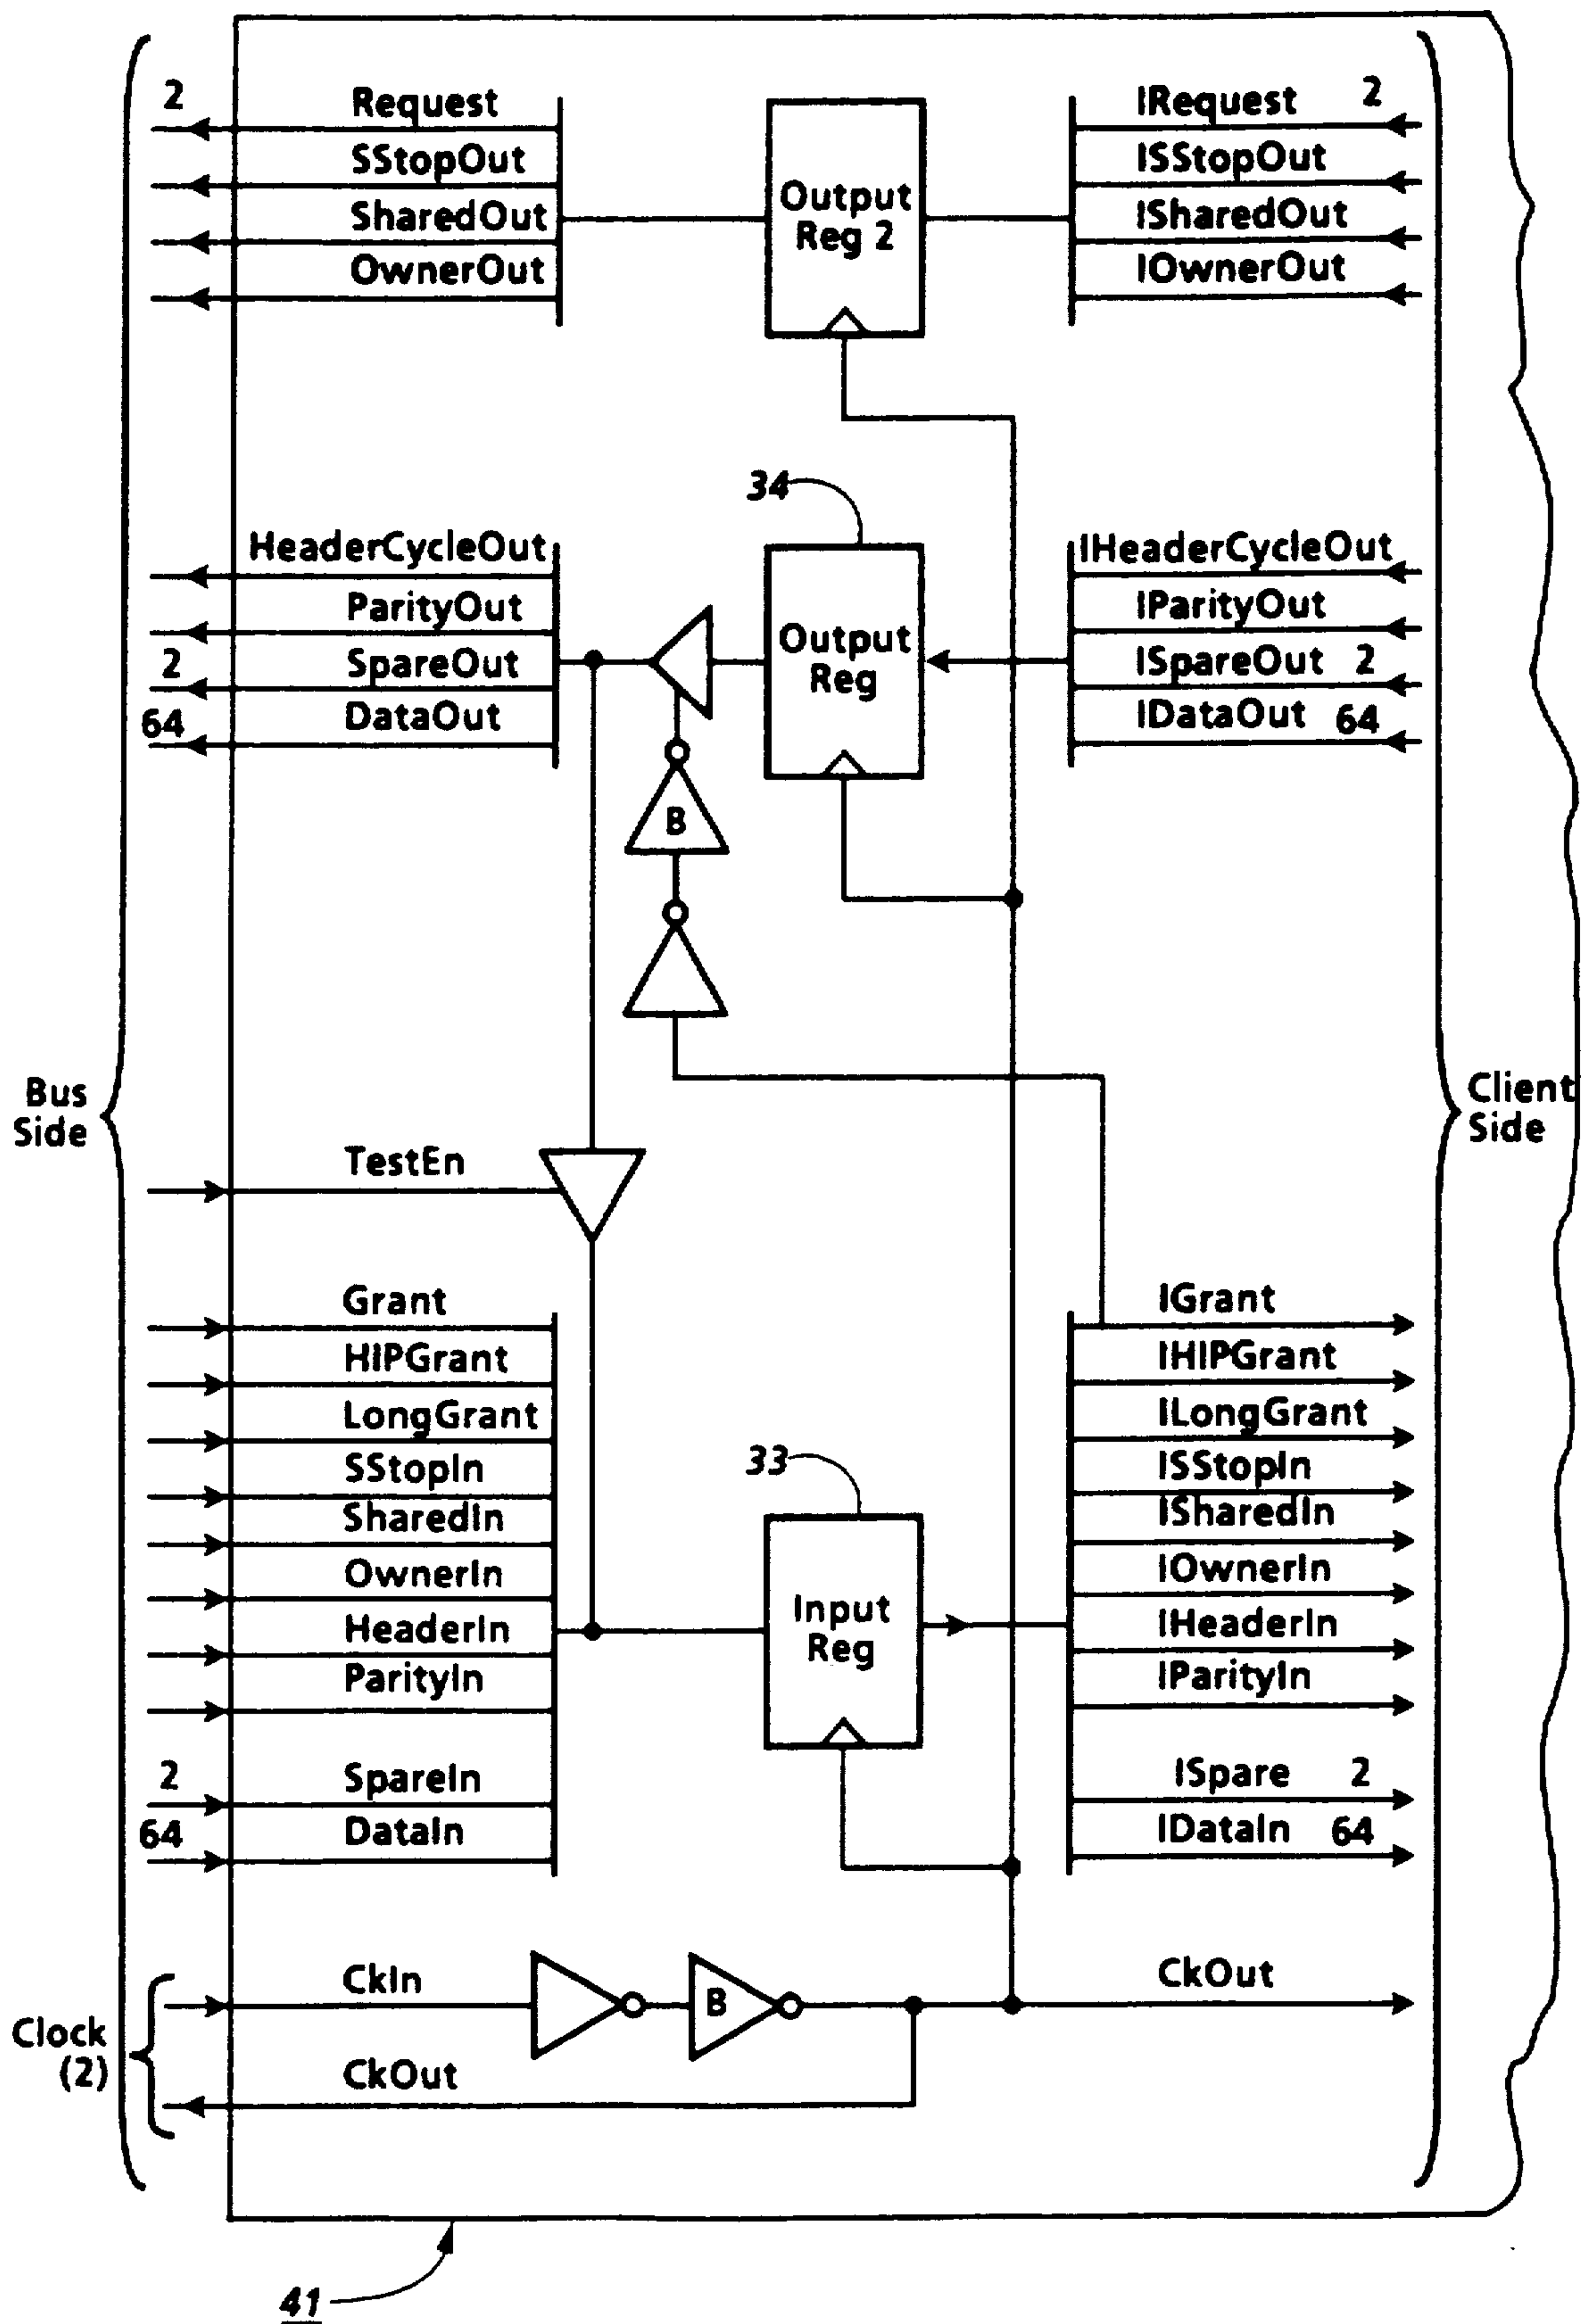 2 Request IRequest 2
SStopOut ISStopOut
SharedOut ISharedOut
OwnerOut IOwnerOut
Output
Reg 2
34
HeaderCycleOut IHeaderCycleOut
ParityOut IParityOut
2 SpareOut ISpareOut 2
64 DataOut IDataOut 64
Output
Reg
B
Bus
Side
Client
Side
TestEn
Grant IGrant
HIPGrant IHIPGrant
LongGrant ILongGrant
SStopIn ISStopIn
SharedIn ISharedIn
OwnerIn IOwnerIn
HeaderIn IHeaderIn
ParityIn IParityIn
33
Input
Reg
2 SpareIn ISpare 2
64 DataIn IDataIn 64
CkIn B CkOut
Clock
(2)
CkOut
41